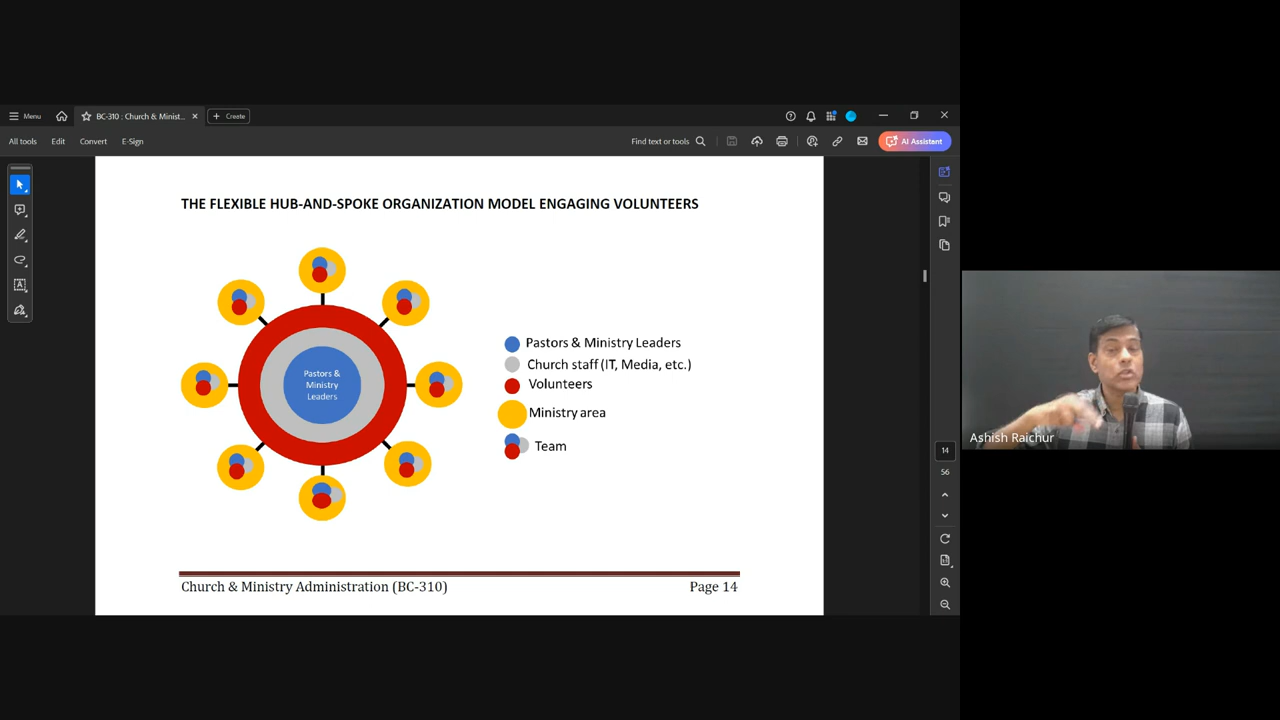 Menu
BC-310 : Church & Minist...
Create
All tools
Edit
Convert
E-Sign
Find text or tools
AI Assistant
THE FLEXIBLE HUB-AND-SPOKE ORGANIZATION MODEL ENGAGING VOLUNTEERS
Pastors &
Ministry
Leaders
Pastors & Ministry Leaders
Church staff (IT, Media, etc.)
Volunteers
Ministry area
Team
Church & Ministry Administration (BC-310)
Page 14
14
56
Ashish Raichur